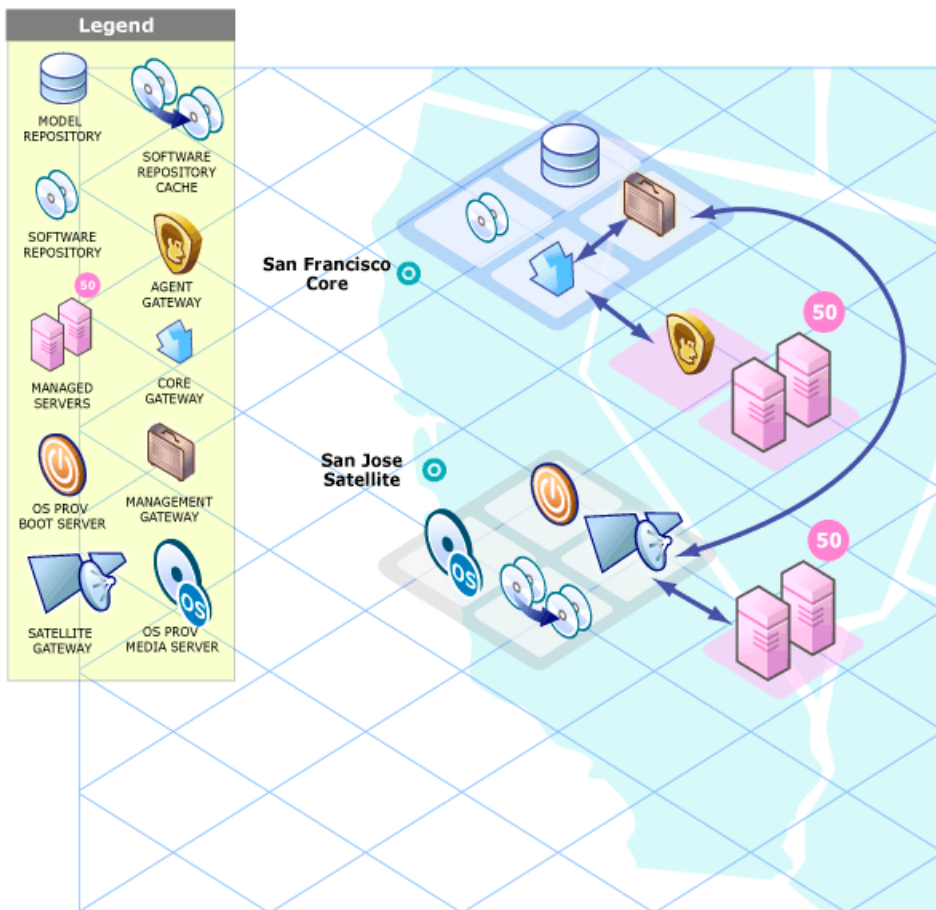 Legend
MODEL
REPOSITORY
SOFTWARE
REPOSITORY
CACHE
SOFTWARE
REPOSITORY
AGENT
GATEWAY
50
MANAGED
SERVERS
CORE
GATEWAY
OS PROV
BOOT SERVER
MANAGEMENT
GATEWAY
SATELLITE
GATEWAY
OS
OS PROV
MEDIA SERVER
San Francisco
Core
50
San Jose
Satellite
OS
50